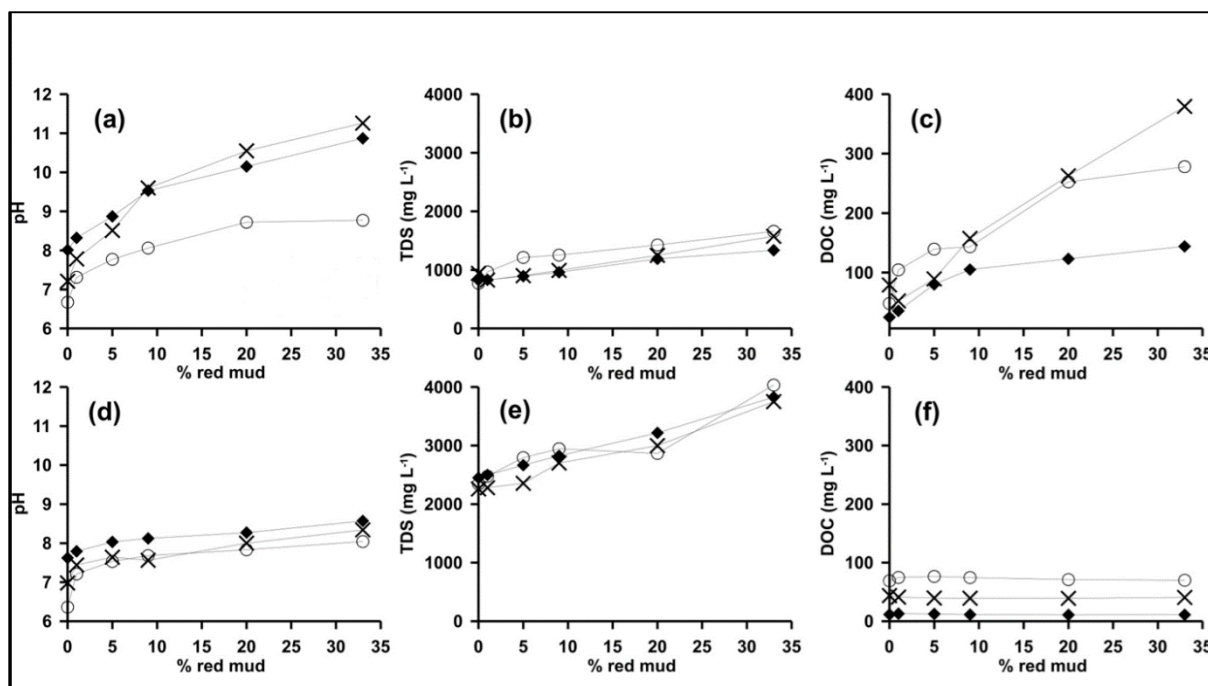 (a)
pH
12
11
10
9
8
7
6
0 5 10 15 20 25 30 35
% red mud
(b)
TDS (mg L⁻¹)
4000
3000
2000
1000
0
0 5 10 15 20 25 30 35
% red mud
(c)
DOC (mg L⁻¹)
400
300
200
100
0 5 10 15 20 25 30 35
% red mud
(d)
pH
12
11
10
9
8
7
6
0 5 10 15 20 25 30 35
% red mud
(e)
TDS (mg L⁻¹)
4000
3000
2000
1000
0
0 5 10 15 20 25 30 35
% red mud
(f)
DOC (mg L⁻¹)
400
300
200
100
0
0 5 10 15 20 25 30 35
% red mud